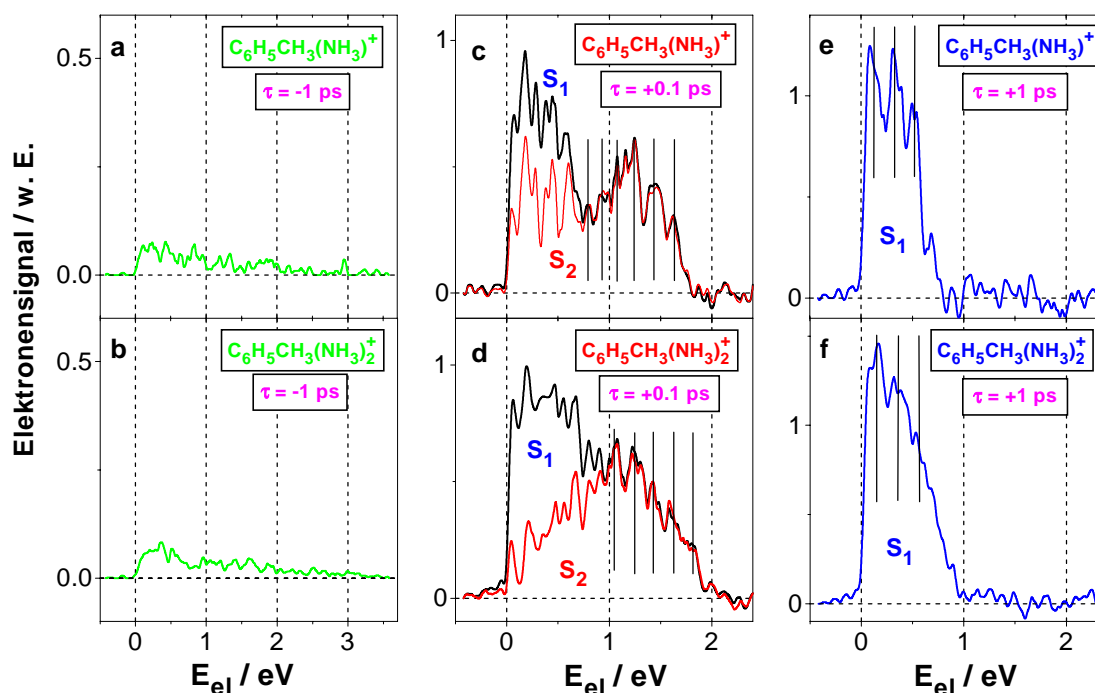 Elektronensignal / w. E.
a
C₆H₅CH₃(NH₃)⁺
τ = -1 ps
0.5
0.0
b
C₆H₅CH₃(NH₃)₂⁺
τ = -1 ps
0.5
0.0
0 1 2 3
E_el / eV
c
C₆H₅CH₃(NH₃)⁺
τ = +0.1 ps
S₁
S₂
1
0
d
C₆H₅CH₃(NH₃)₂⁺
τ = +0.1 ps
S₁
S₂
1
0
0 1 2
E_el / eV
e
C₆H₅CH₃(NH₃)⁺
τ = +1 ps
S₁
1
0
f
C₆H₅CH₃(NH₃)₂⁺
τ = +1 ps
S₁
1
0
0 1 2
E_el / eV